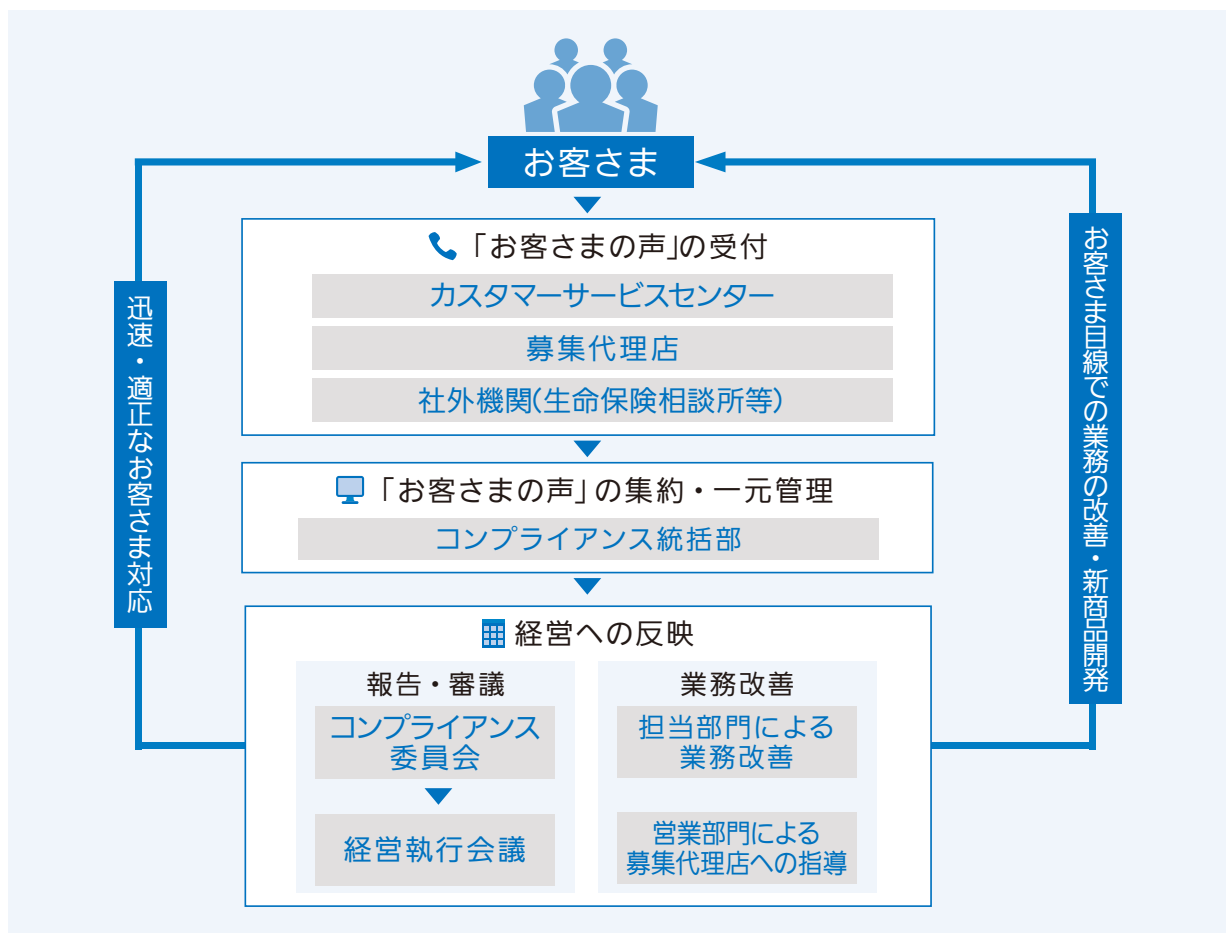 お客さま
「お客さまの声」の受付
カスタマーサービスセンター
募集代理店
社外機関(生命保険相談所等)
「お客さまの声」の集約・一元管理
コンプライアンス統括部
経営への反映
報告・審議
コンプライアンス
委員会
経営執行会議
業務改善
担当部門による
業務改善
営業部門による
募集代理店への指導
迅速・適正なお客さま対応
お客さま目線での業務の改善・新商品開発